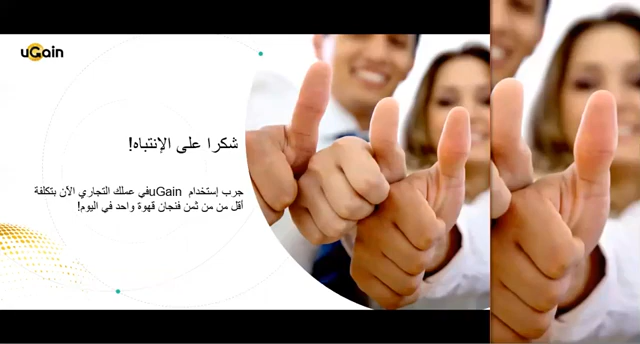 uGain
شكرا على الإنتباه!
جرب إستخدام uGainفي عملك التجاري الآن بتكلفة
أقل من من ثمن فنجان قهوة واحد في اليوم!